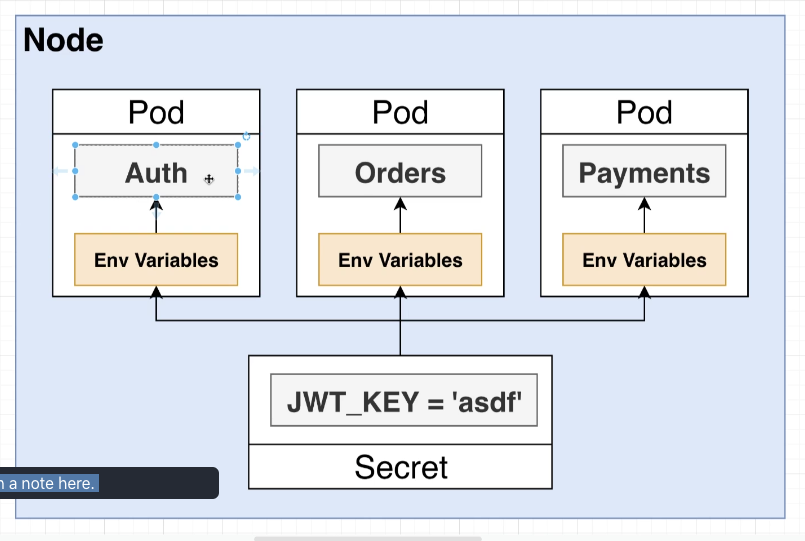 Node
Pod
Pod
Pod
Auth
Orders
Payments
Env Variables
Env Variables
Env Variables
JWT_KEY = 'asdf'
Secret
a note here.